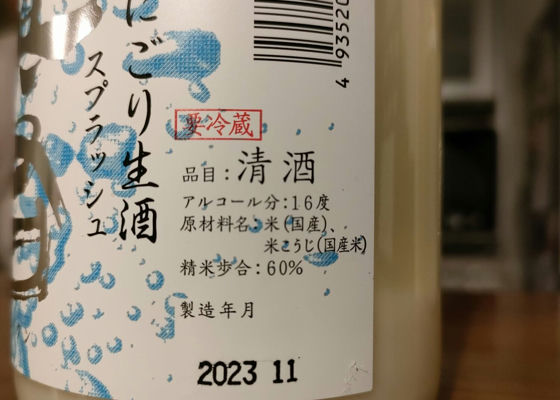 にごり生酒
スプラッシュ
4 93520
要冷蔵
品目：清酒
アルコール分：16度
原材料名：米（国産）、
米こうじ（国産米）
精米歩合：60%
製造年月
2023 11